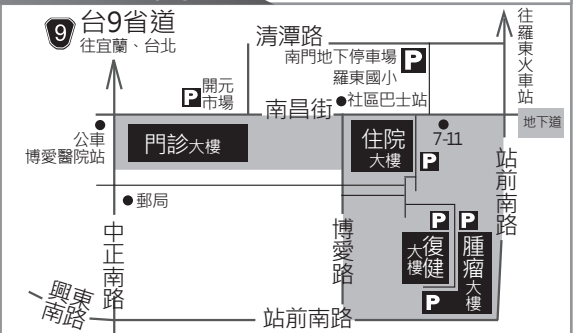 9 台9省道
往宜蘭、台北
清潭路
南門地下停車場 P
羅東國小
往羅東火車站
P 開元
市場
南昌街
社區巴士站
地下道
公車
博愛醫院站
門診大樓
住院
大樓
P
7-11
站前南路
郵局
中正南路
博愛路
P
P
復健
大樓
腫瘤
大樓
P
興東
南路
站前南路